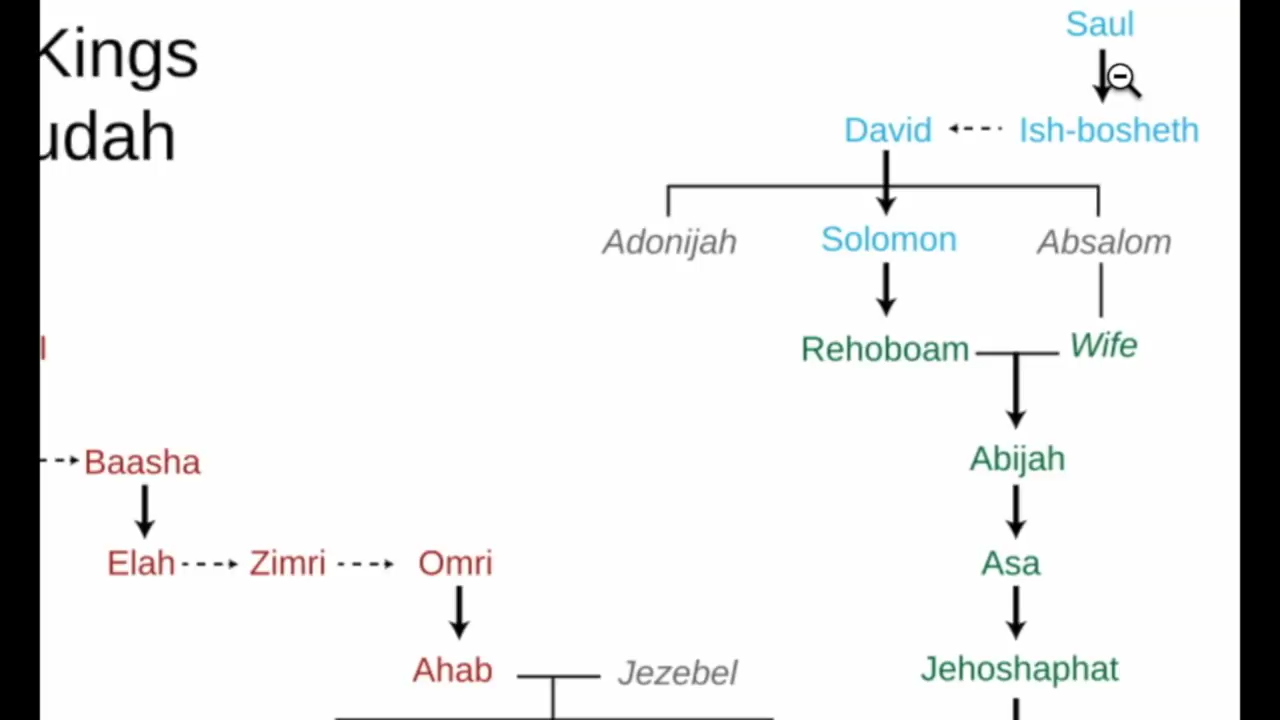 Kings
udah
Saul
David Ish-bosheth
Adonijah Solomon Absalom
Rehoboam Wife
l
Baasha
Abijah
Elah Zimri Omri
Asa
Ahab Jezebel
Jehoshaphat